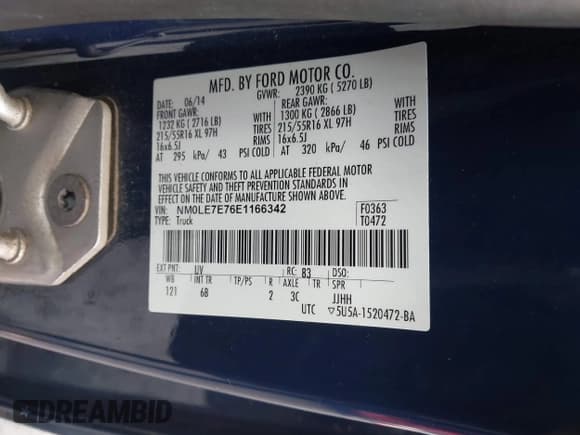 MFD. BY FORD MOTOR CO.
DATE: 06/14 GVWR: 2390 KG ( 5270 LB)
FRONT GAWR: REAR GAWR:
1232 KG ( 2716 LB) WITH 1300 KG ( 2866 LB) WITH
215/55R16 XL 97H TIRES 215/55R16 XL 97H TIRES
16x6.5J RIMS 16x6.5J RIMS
AT 295 kPa/ 43 PSI COLD AT 320 kPa/ 46 PSI COLD
THIS VEHICLE CONFORMS TO ALL APPLICABLE FEDERAL MOTOR
VEHICLE SAFETY AND THEFT PREVENTION STANDARDS IN
EFFECT ON THE DATE OF MANUFACTURE SHOWN ABOVE.
VIN: NM0LE7E76E1166342 F0363
TYPE: Truck T0472
EXT PNT: UV RC: 83 DSO:
WB INT TR TP/PS R AXLE TR SPR
121 6B 2 3C JJHH
UTC ▽5U5A-1520472-BA
DREAMBID